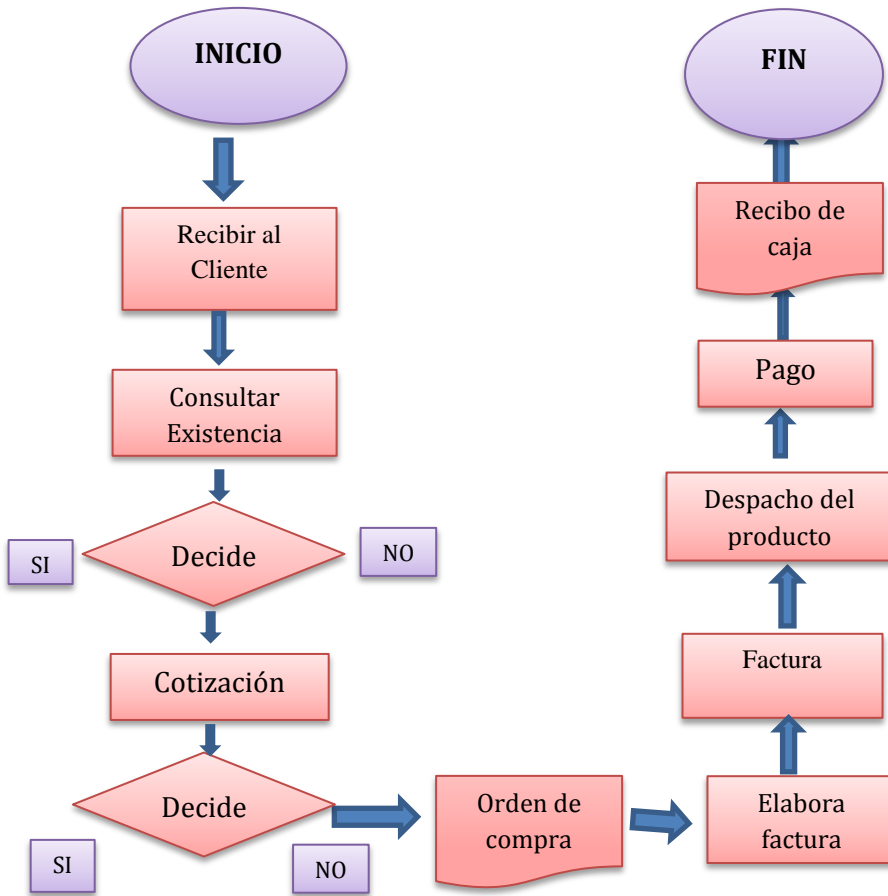 INICIO
Recibir al
Cliente
Consultar
Existencia
Decide
SI
NO
Cotización
Decide
SI
NO
Orden de
compra
Elabora
factura
Factura
Despacho del
producto
Pago
Recibo de
caja
FIN